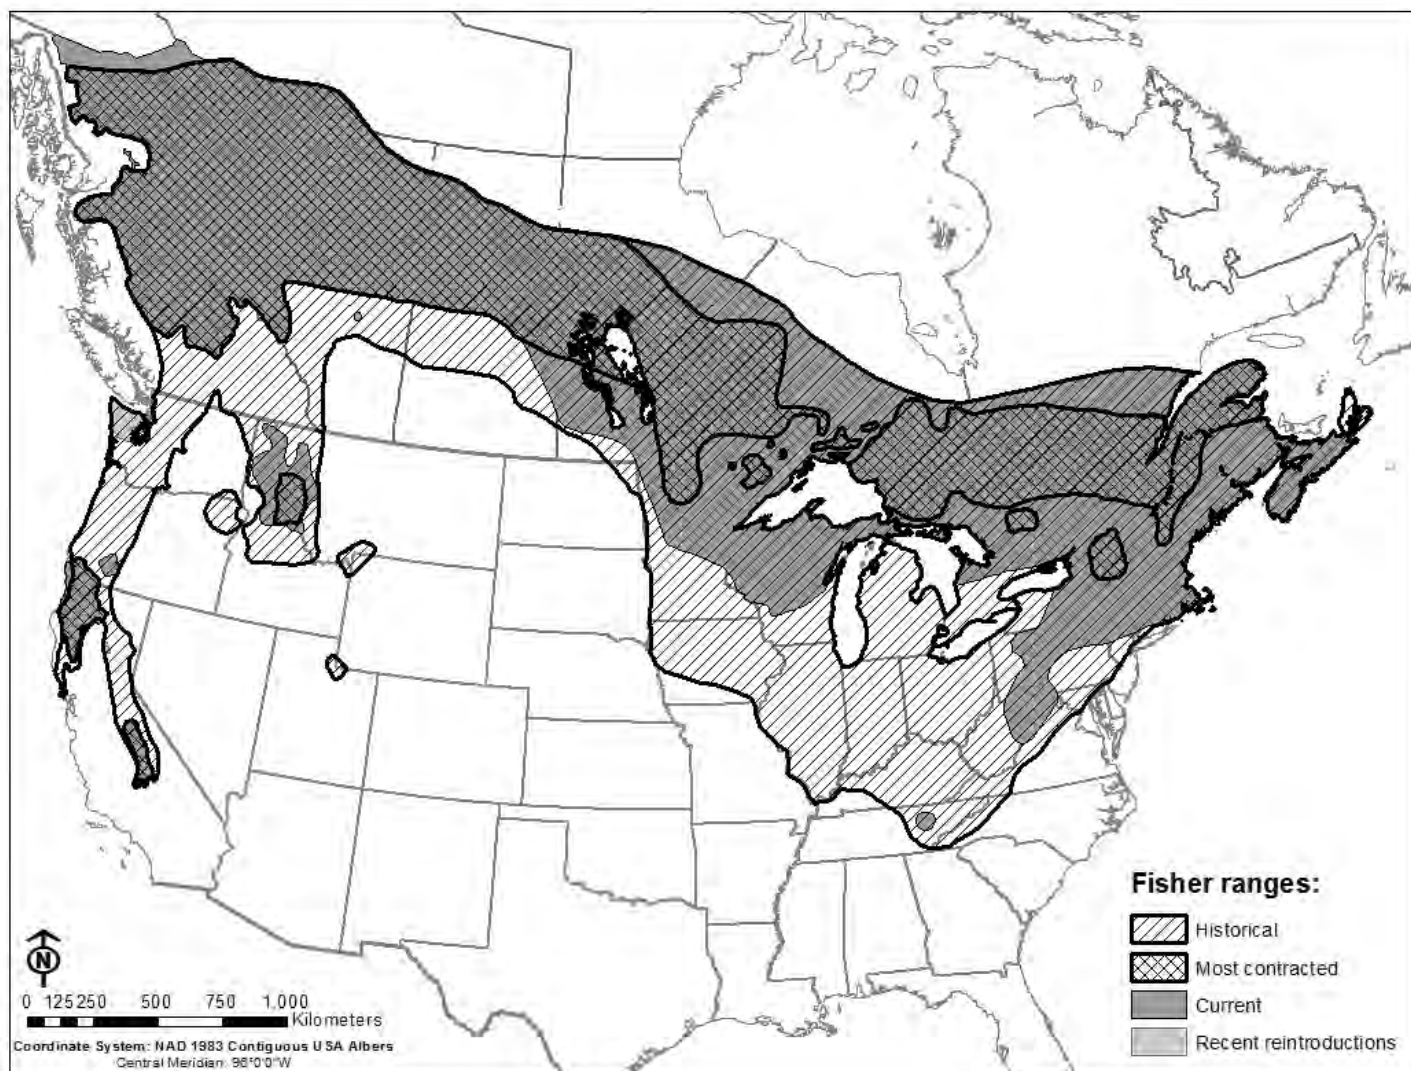 Fisher ranges:
Historical
Most contracted
Current
Recent reintroductions
N
0 125 250 500 750 1,000
Kilometers
Coordinate System: NAD 1983 Contiguous USA Albers
Central Meridian: 96°0'0"W